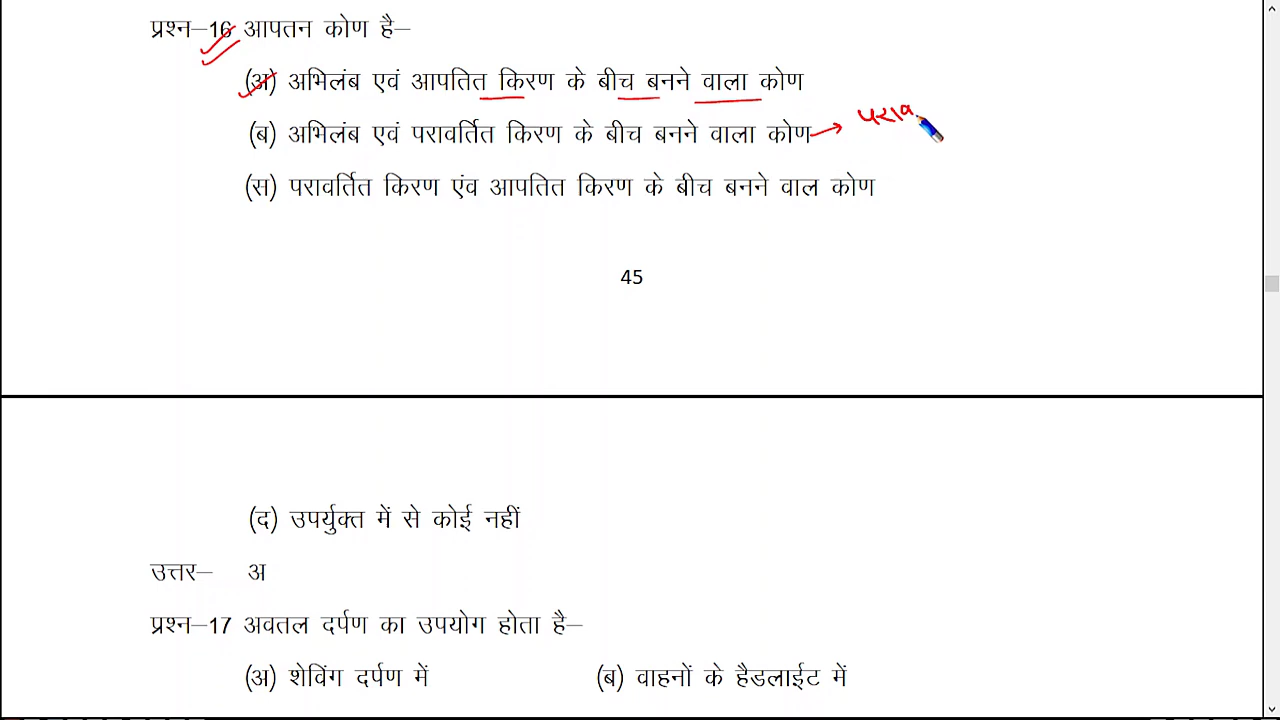 प्रश्न–16 आपतन कोण है–
(अ) अभिलंब एवं आपतित किरण के बीच बनने वाला कोण
(ब) अभिलंब एवं परावर्तित किरण के बीच बनने वाला कोण → पराव
(स) परावर्तित किरण एंव आपतित किरण के बीच बनने वाल कोण
45
(द) उपर्युक्त में से कोई नहीं
उत्तर– अ
प्रश्न–17 अवतल दर्पण का उपयोग होता है–
(अ) शेविंग दर्पण में (ब) वाहनों के हैडलाईट में